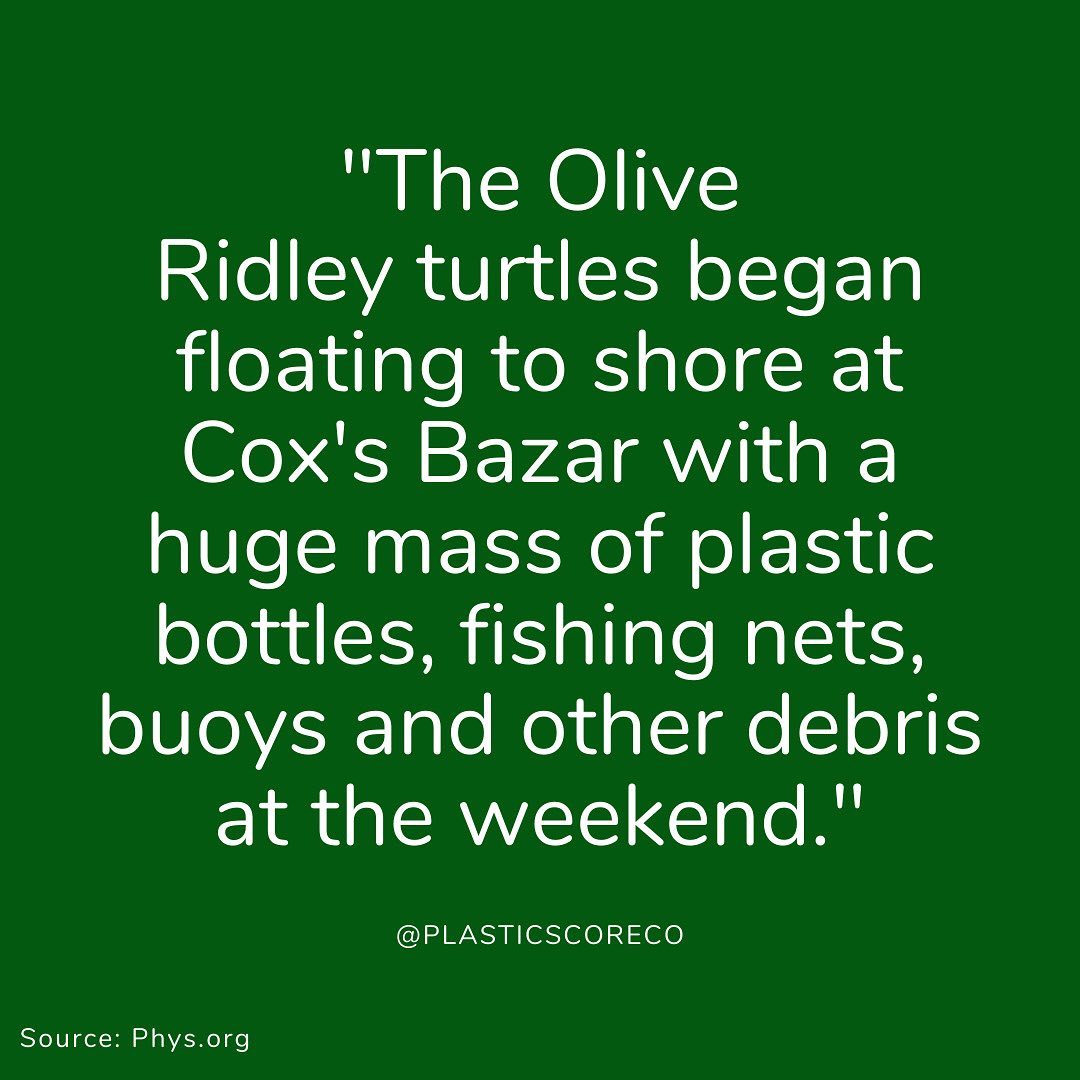 "The Olive
Ridley turtles began
floating to shore at
Cox's Bazar with a
huge mass of plastic
bottles, fishing nets,
buoys and other debris
at the weekend."
@PLASTICSCORECO
Source: Phys.org